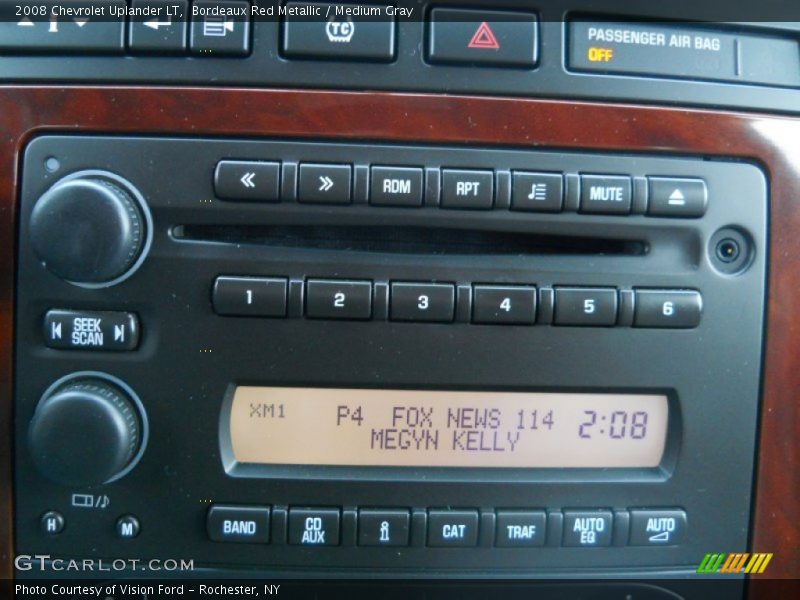 2008 Chevrolet Uplander LT, Bordeaux Red Metallic / Medium Gray
TC
PASSENGER AIR BAG
OFF
RDM
RPT
MUTE
1
2
3
4
5
6
SEEK
SCAN
XM1 P4 FOX NEWS 114 2:08
MEGYN KELLY
H
M
BAND
CD
AUX
i
CAT
TRAF
AUTO
EQ
AUTO
GTCARLOT.COM
Photo Courtesy of Vision Ford - Rochester, NY